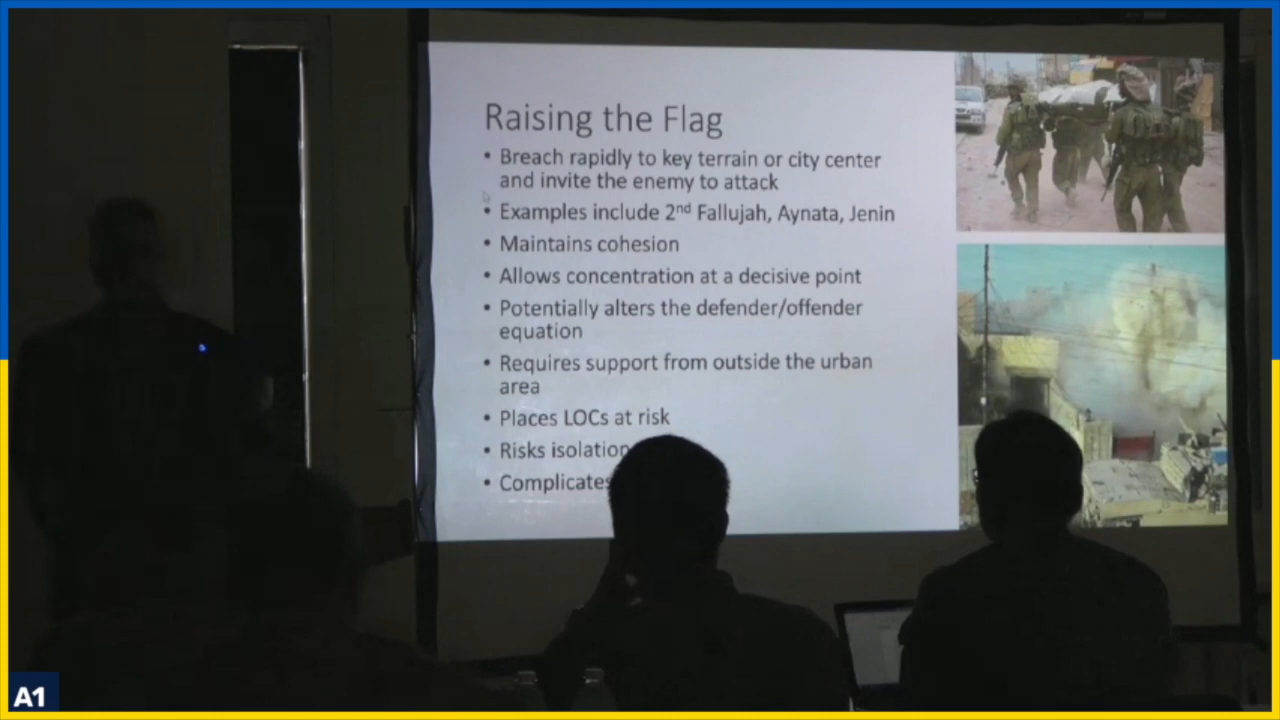 Raising the Flag
• Breach rapidly to key terrain or city center
and invite the enemy to attack
• Examples include 2nd Fallujah, Aynata, Jenin
• Maintains cohesion
• Allows concentration at a decisive point
• Potentially alters the defender/offender
equation
• Requires support from outside the urban
area
• Places LOCs at risk
• Risks isolation
• Complicates
A1